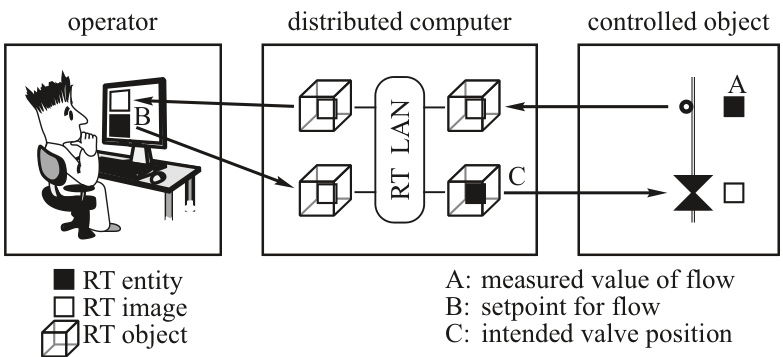 operator
distributed computer
controlled object
A
B
RT LAN
C
RT entity
RT image
RT object
A: measured value of flow
B: setpoint for flow
C: intended valve position